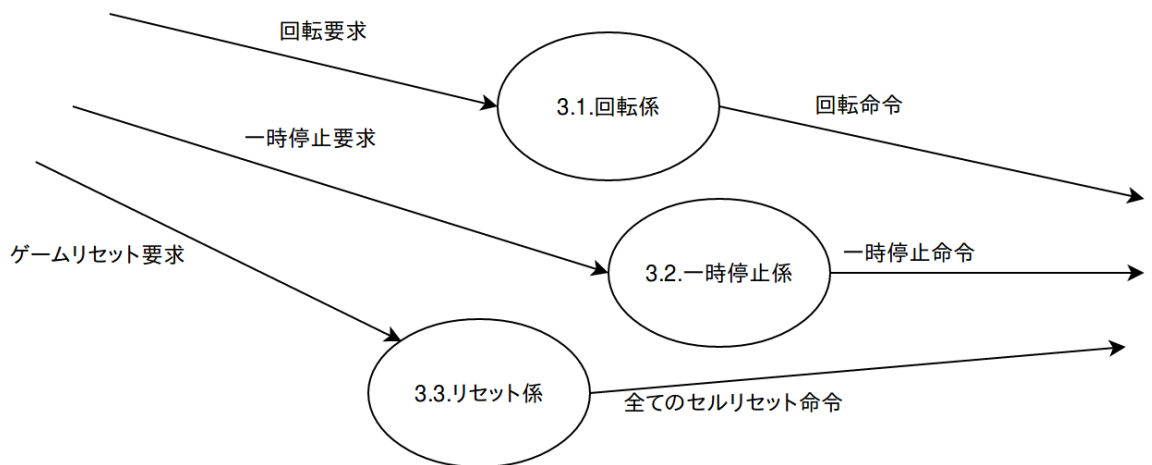 回転要求
3.1.回転係
回転命令
一時停止要求
3.2.一時停止係
一時停止命令
ゲームリセット要求
3.3.リセット係
全てのセルリセット命令